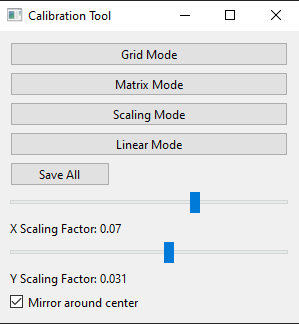 Calibration Tool
Grid Mode
Matrix Mode
Scaling Mode
Linear Mode
Save All
X Scaling Factor: 0.07
Y Scaling Factor: 0.031
Mirror around center